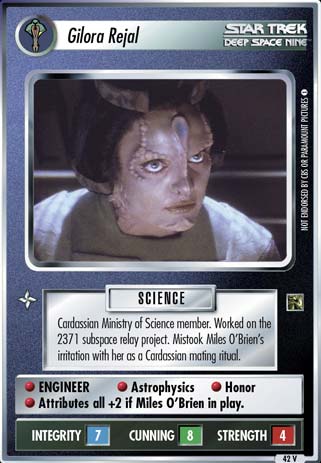 Gilora Rejal
STAR TREK
DEEP SPACE NINE
NOT ENDORSED BY CBS OR PARAMOUNT PICTURES
SCIENCE
Cardassian Ministry of Science member. Worked on the
2371 subspace relay project. Mistook Miles O'Brien's
irritation with her as a Cardassian mating ritual.
ENGINEER Astrophysics Honor
Attributes all +2 if Miles O'Brien in play.
INTEGRITY 7 CUNNING 8 STRENGTH 4
42 V